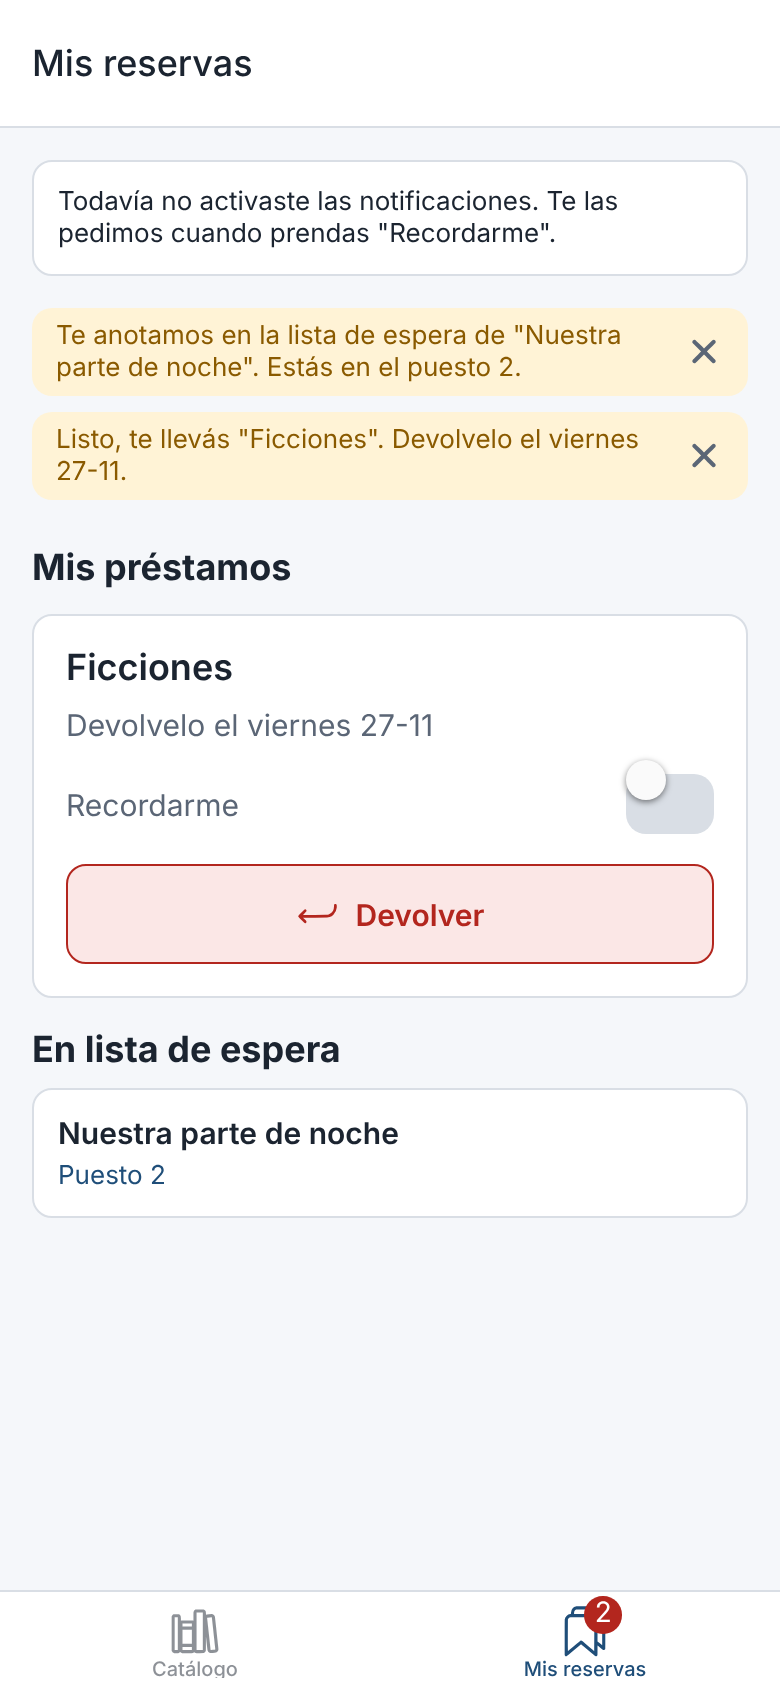 Mis reservas
Todavía no activaste las notificaciones. Te las
pedimos cuando prendas "Recordarme".
Te anotamos en la lista de espera de "Nuestra
parte de noche". Estás en el puesto 2.
Listo, te llevás "Ficciones". Devolvelo el viernes
27-11.
Mis préstamos
Ficciones
Devolvelo el viernes 27-11
Recordarme
Devolver
En lista de espera
Nuestra parte de noche
Puesto 2
2
Catálogo
Mis reservas